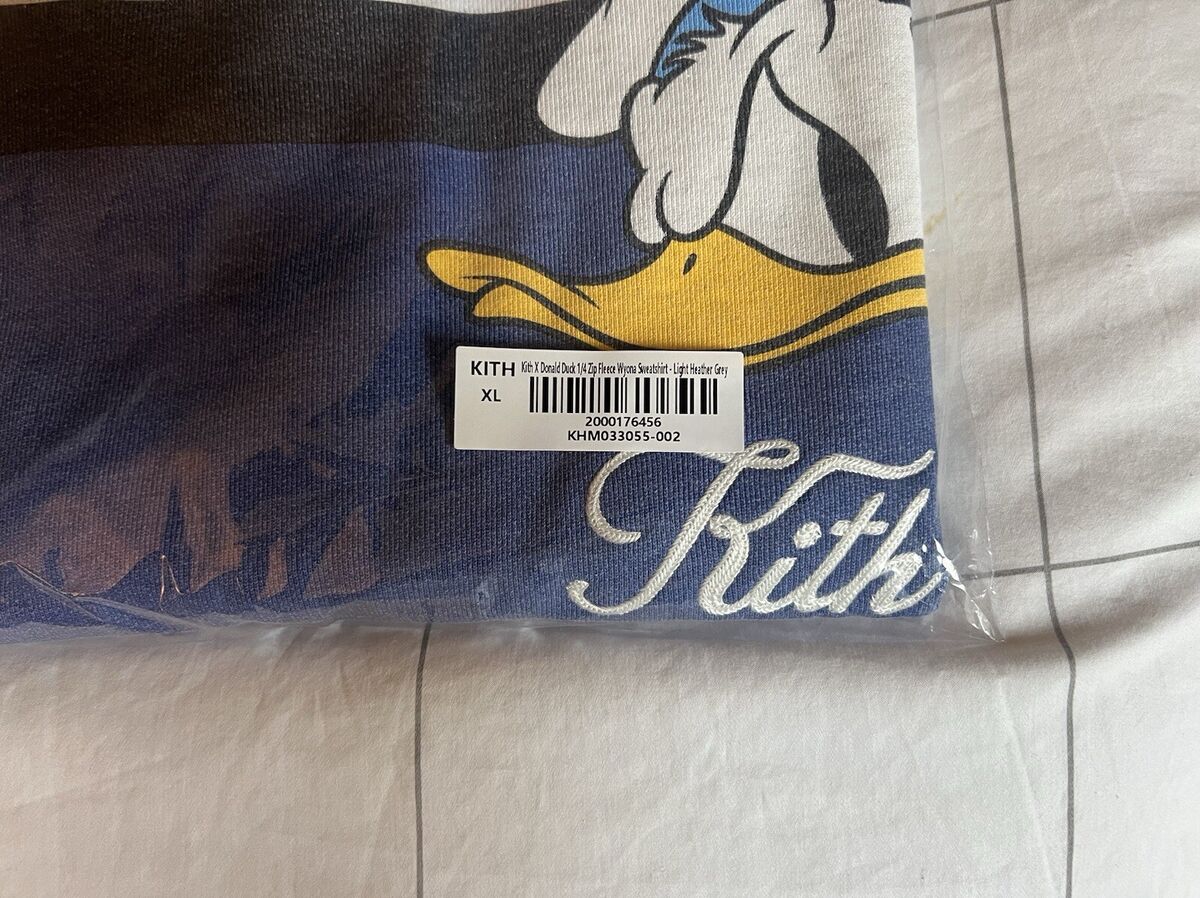 KITH Kith X Donald Duck 1/4 Zip Fleece Wyona Sweatshirt - Light Heather Grey
XL
2000176456
KHM033055-002
Kith